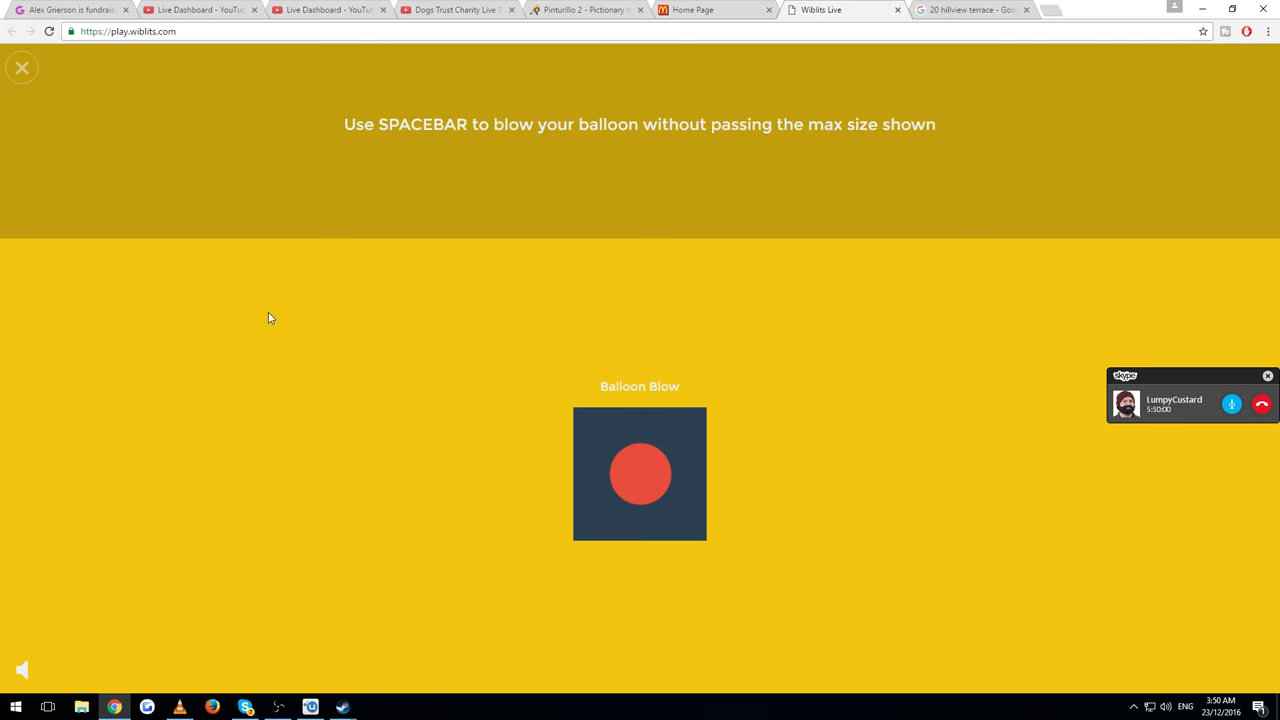 Alex Grierson is fundrais
Live Dashboard - YouTu
Live Dashboard - YouTu
Dogs Trust Charity Live S
Pinturillo 2 - Pictionary o
Home Page
Wiblits Live
20 hillview terrace - Goo
https://play.wiblits.com
Use SPACEBAR to blow your balloon without passing the max size shown
Balloon Blow
skype
LumpyCustard
5:50:00
3:50 AM
ENG
23/12/2016